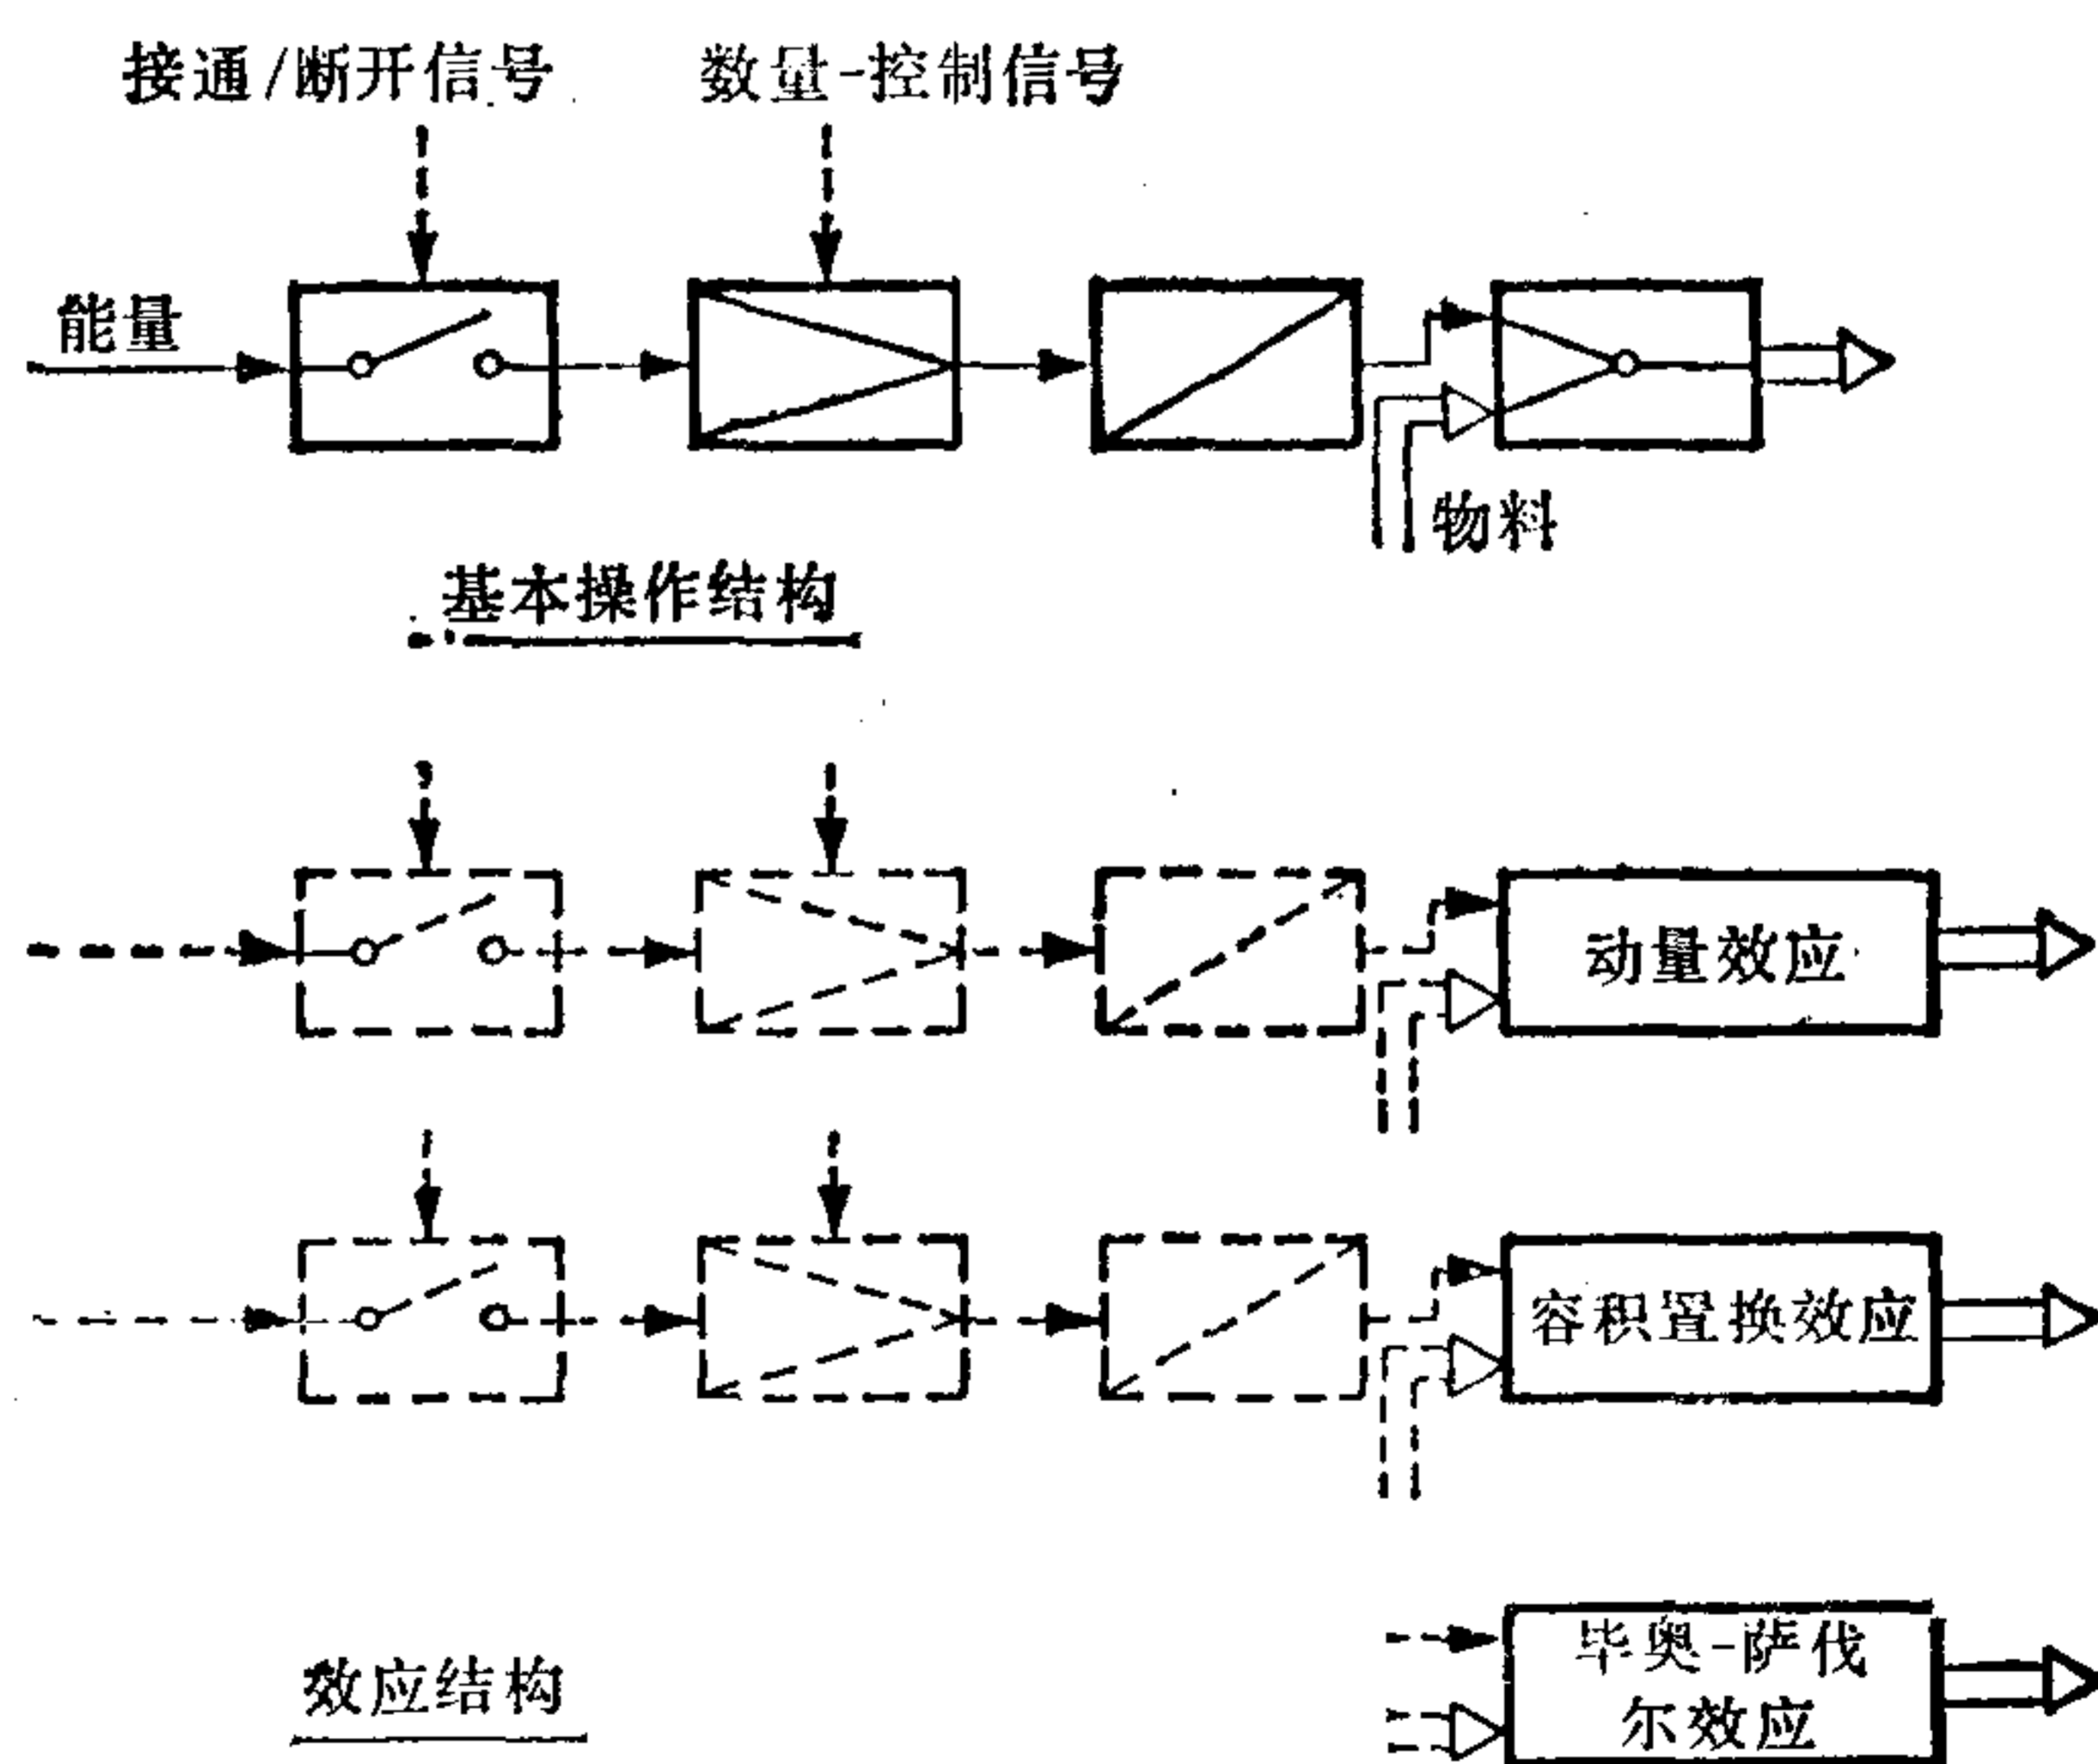 接通/断开信号
数量-控制信号
能量
物料
基本操作结构
动量效应
容积置换效应
毕奥-萨伐
尔效应
效应结构